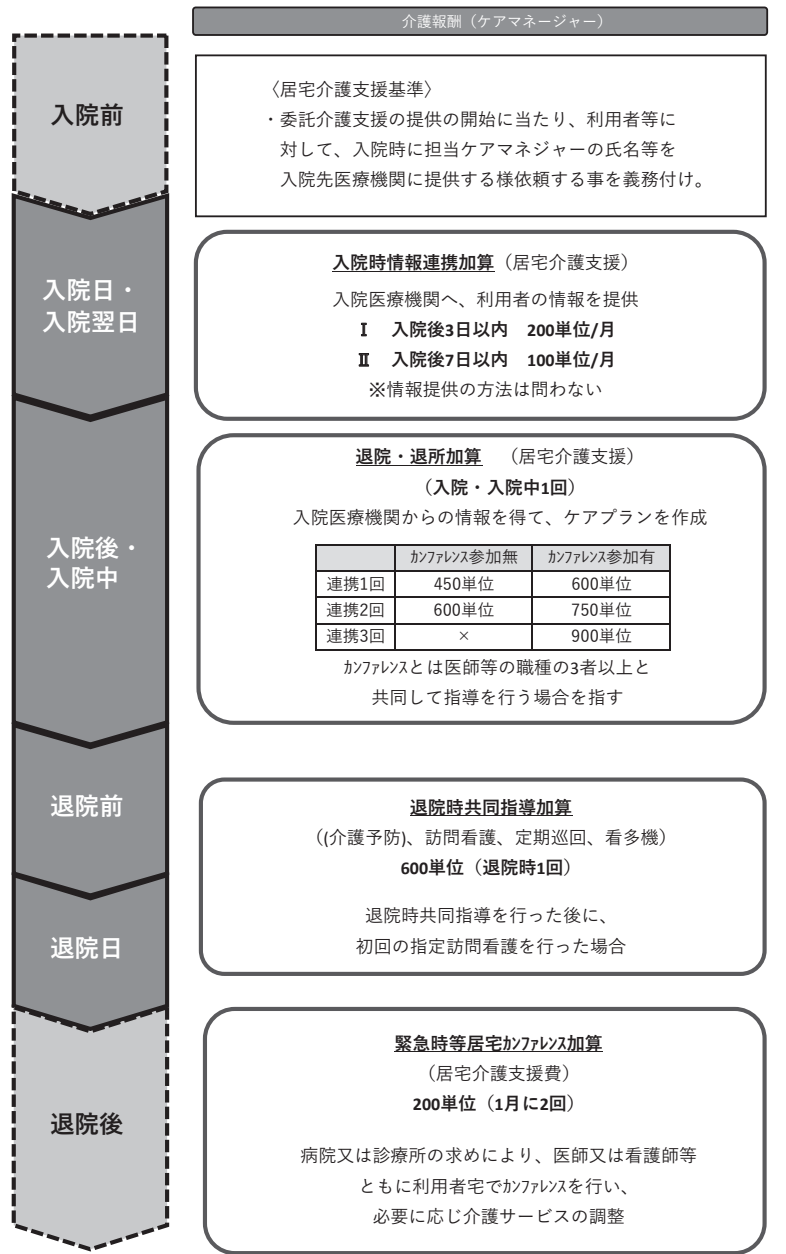 介護報酬（ケアマネージャー）
入院前
〈居宅介護支援基準〉
・委託介護支援の提供の開始に当たり、利用者等に
対して、入院時に担当ケアマネジャーの氏名等を
入院先医療機関に提供する様依頼する事を義務付け。
入院日・
入院翌日
入院時情報連携加算（居宅介護支援）
入院医療機関へ、利用者の情報を提供
Ⅰ 入院後3日以内 200単位/月
Ⅱ 入院後7日以内 100単位/月
※情報提供の方法は問わない
入院後・
入院中
退院・退所加算 （居宅介護支援）
（入院・入院中1回）
入院医療機関からの情報を得て、ケアプランを作成
ｶﾝﾌｧﾚﾝｽ参加無 ｶﾝﾌｧﾚﾝｽ参加有
連携1回 450単位 600単位
連携2回 600単位 750単位
連携3回 × 900単位
ｶﾝﾌｧﾚﾝｽとは医師等の職種の3者以上と
共同して指導を行う場合を指す
退院前
退院日
退院時共同指導加算
（(介護予防)、訪問看護、定期巡回、看多機）
600単位（退院時1回）
退院時共同指導を行った後に、
初回の指定訪問看護を行った場合
退院後
緊急時等居宅ｶﾝﾌｧﾚﾝｽ加算
（居宅介護支援費）
200単位（1月に2回）
病院又は診療所の求めにより、医師又は看護師等
ともに利用者宅でｶﾝﾌｧﾚﾝｽを行い、
必要に応じ介護サービスの調整